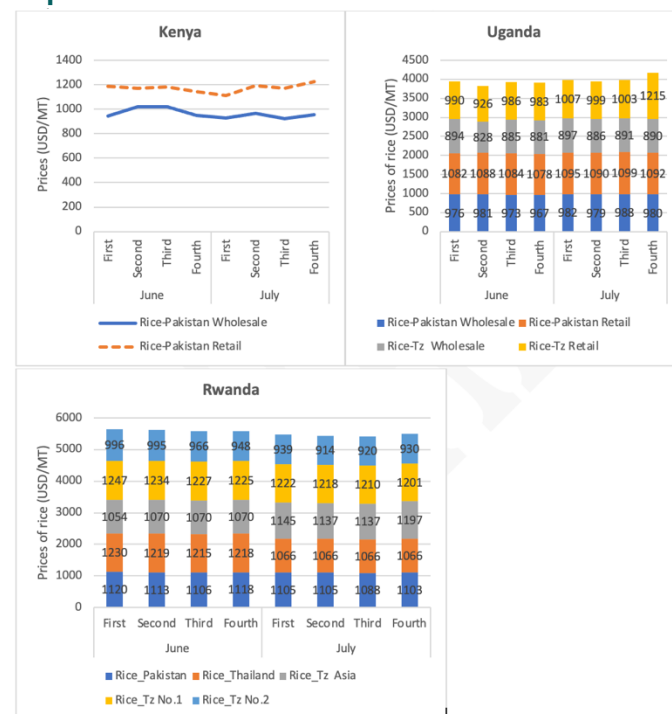 Kenya
1400
1200
1000
800
600
400
200
0
Prices (USD/MT)
First
Second
Third
Fourth
First
Second
Third
Fourth
June
July
Rice-Pakistan Wholesale
Rice-Pakistan Retail
Uganda
4500
4000
3500
3000
2500
2000
1500
1000
500
0
Prices of rice (USD/MT)
990 926 986 983 1007 999 1003 1215
894 828 885 881 897 886 891 890
1082 1088 1084 1078 1095 1090 1099 1092
976 981 973 967 982 979 988 980
First
Second
Third
Fourth
First
Second
Third
Fourth
June
July
Rice-Pakistan Wholesale Rice-Pakistan Retail
Rice-Tz Wholesale Rice-Tz Retail
Rwanda
6000
5000
4000
3000
2000
1000
0
Prices of rice (USD/MT)
996 995 966 948 939 914 920 930
1247 1234 1227 1225 1222 1218 1210 1201
1054 1070 1070 1070 1145 1137 1137 1197
1230 1219 1215 1218 1066 1066 1066 1066
1120 1113 1106 1118 1105 1105 1088 1103
First Second Third Fourth First Second Third Fourth
June July
Rice_Pakistan Rice_Thailand Rice_Tz Asia
Rice_Tz No.1 Rice_Tz No.2